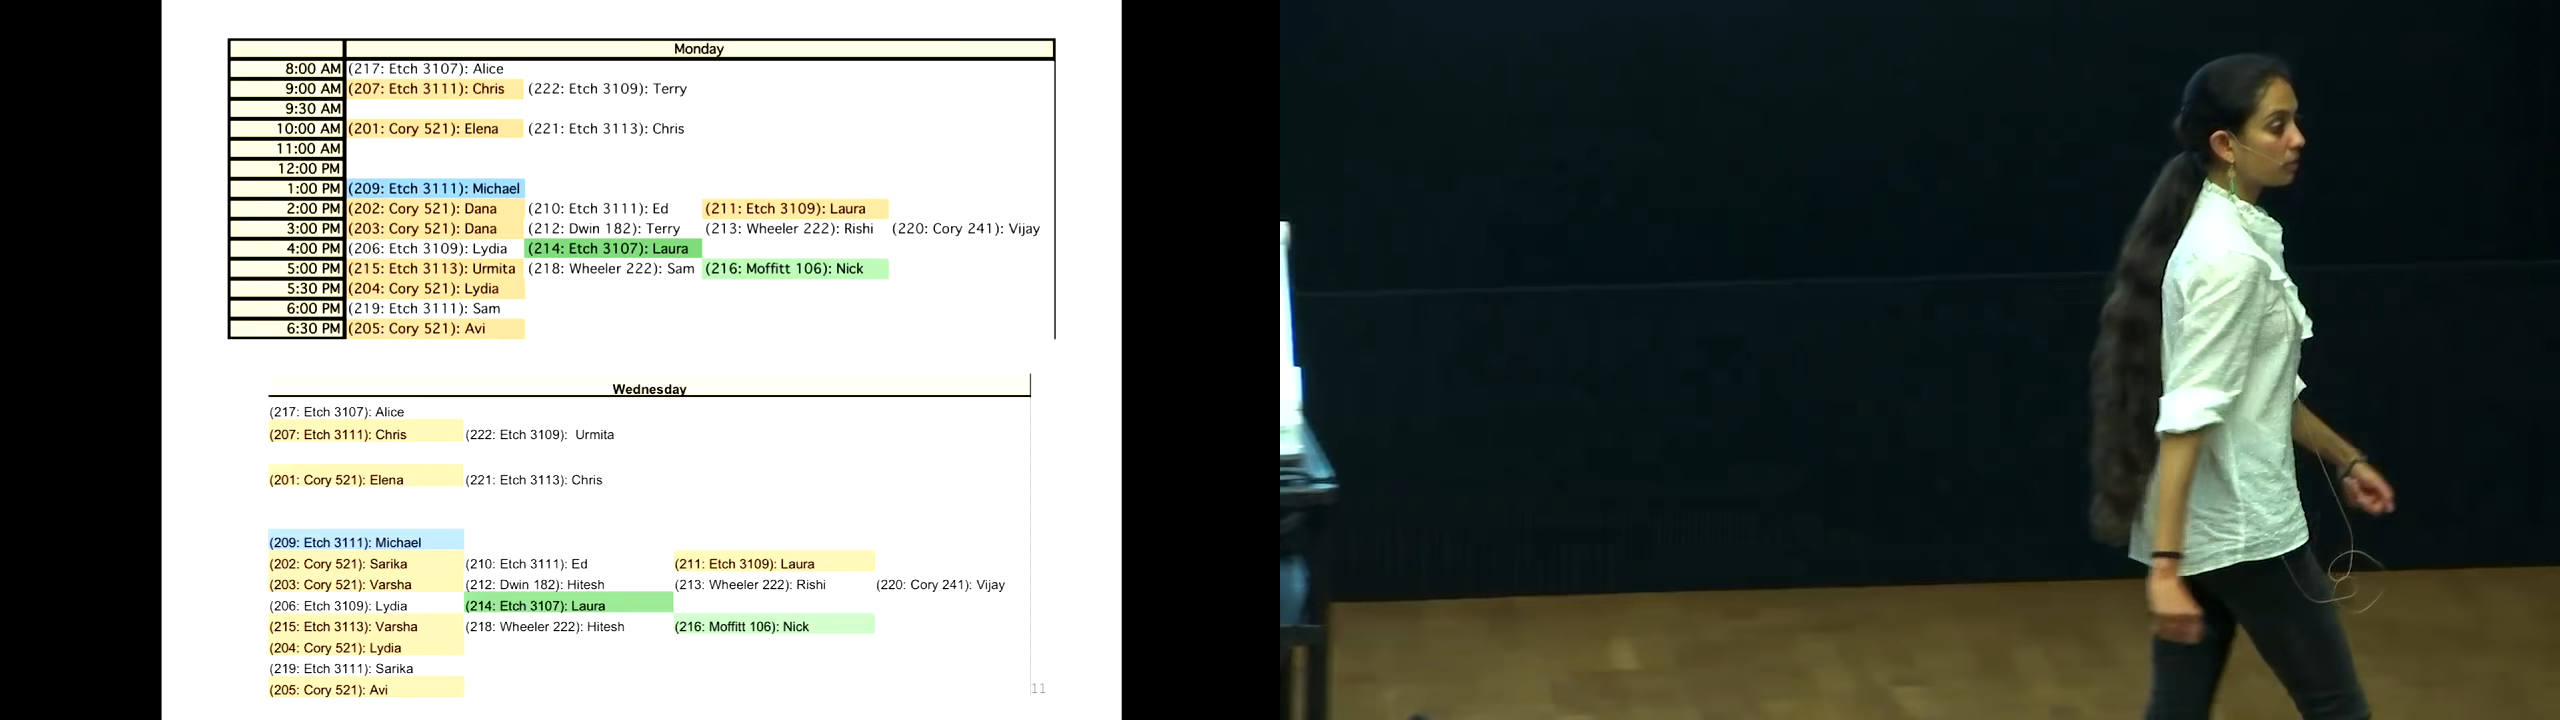 Monday
8:00 AM (217: Etch 3107): Alice
9:00 AM (207: Etch 3111): Chris (222: Etch 3109): Terry
9:30 AM
10:00 AM (201: Cory 521): Elena (221: Etch 3113): Chris
11:00 AM
12:00 PM
1:00 PM (209: Etch 3111): Michael
2:00 PM (202: Cory 521): Dana (210: Etch 3111): Ed (211: Etch 3109): Laura
3:00 PM (203: Cory 521): Dana (212: Dwin 182): Terry (213: Wheeler 222): Rishi (220: Cory 241): Vijay
4:00 PM (206: Etch 3109): Lydia (214: Etch 3107): Laura
5:00 PM (215: Etch 3113): Urmita (218: Wheeler 222): Sam (216: Moffitt 106): Nick
5:30 PM (204: Cory 521): Lydia
6:00 PM (219: Etch 3111): Sam
6:30 PM (205: Cory 521): Avi
Wednesday
(217: Etch 3107): Alice
(207: Etch 3111): Chris (222: Etch 3109): Urmita
(201: Cory 521): Elena (221: Etch 3113): Chris
(209: Etch 3111): Michael
(202: Cory 521): Sarika (210: Etch 3111): Ed (211: Etch 3109): Laura
(203: Cory 521): Varsha (212: Dwin 182): Hitesh (213: Wheeler 222): Rishi (220: Cory 241): Vijay
(206: Etch 3109): Lydia (214: Etch 3107): Laura
(215: Etch 3113): Varsha (218: Wheeler 222): Hitesh (216: Moffitt 106): Nick
(204: Cory 521): Lydia
(219: Etch 3111): Sarika
(205: Cory 521): Avi
11